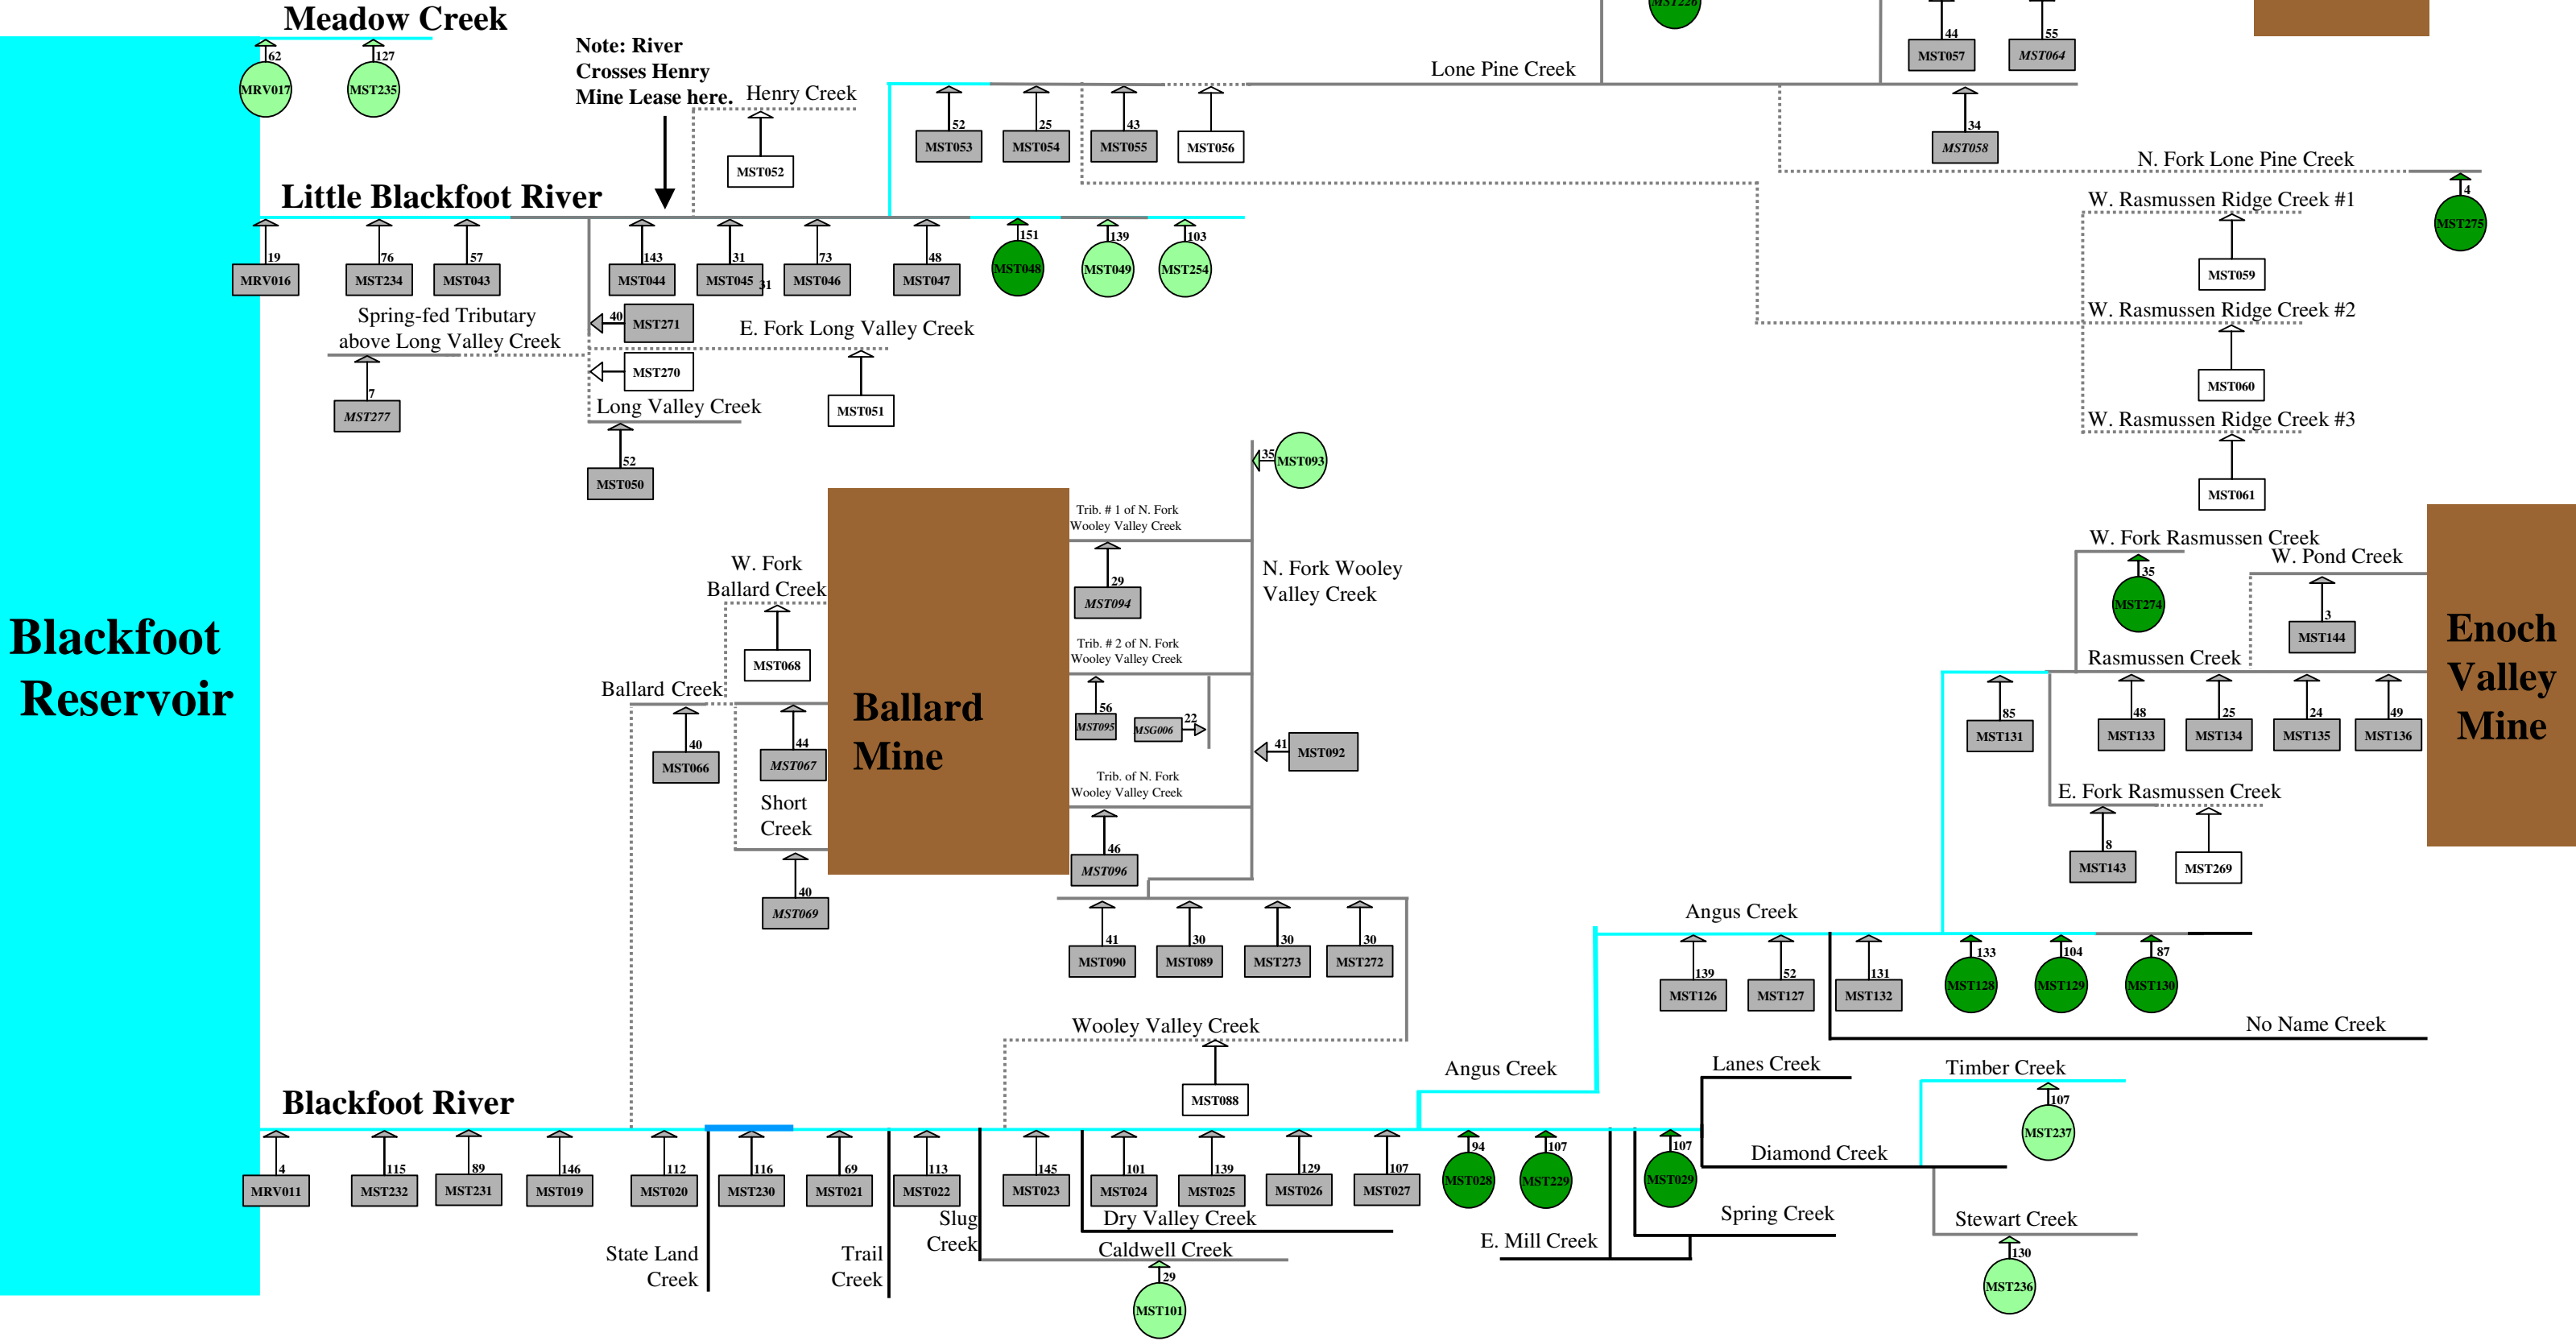 Meadow Creek
62
127
MRV017
MST235
Note: River
Crosses Henry
Mine Lease here.
Henry Creek
MST052
Lone Pine Creek
MST226
44
55
MST057
MST064
52
25
43
MST053
MST054
MST055
MST056
34
MST058
N. Fork Lone Pine Creek
4
MST275
Little Blackfoot River
19
76
57
143
31
73
48
151
139
103
MRV016
MST234
MST043
MST044
MST045
31
MST046
MST047
MST048
MST049
MST254
W. Rasmussen Ridge Creek #1
MST059
W. Rasmussen Ridge Creek #2
MST060
W. Rasmussen Ridge Creek #3
MST061
Spring-fed Tributary
above Long Valley Creek
7
MST277
40
MST271
E. Fork Long Valley Creek
MST270
MST051
Long Valley Creek
52
MST050
35
MST093
Trib. # 1 of N. Fork
Wooley Valley Creek
29
MST094
N. Fork Wooley
Valley Creek
Trib. # 2 of N. Fork
Wooley Valley Creek
56
MST095
22
MSG006
41
MST092
Trib. of N. Fork
Wooley Valley Creek
46
MST096
W. Fork
Ballard Creek
MST068
Ballard Creek
40
MST066
44
MST067
Short
Creek
40
MST069
Ballard
Mine
Blackfoot
Reservoir
W. Fork Rasmussen Creek
35
MST274
W. Pond Creek
3
MST144
Rasmussen Creek
85
48
25
24
49
MST131
MST133
MST134
MST135
MST136
Enoch
Valley
Mine
E. Fork Rasmussen Creek
8
MST143
MST269
41
30
30
30
MST090
MST089
MST273
MST272
Angus Creek
139
52
131
133
104
87
MST126
MST127
MST132
MST128
MST129
MST130
No Name Creek
Wooley Valley Creek
MST088
Angus Creek
Lanes Creek
Timber Creek
107
MST237
Blackfoot River
4
115
89
146
112
116
69
113
145
101
139
129
107
94
107
107
MRV011
MST232
MST231
MST019
MST020
MST230
MST021
MST022
MST023
MST024
MST025
MST026
MST027
MST028
MST229
MST029
Diamond Creek
Slug
Creek
Dry Valley Creek
Spring Creek
Stewart Creek
State Land
Creek
Trail
Creek
Caldwell Creek
E. Mill Creek
130
MST236
29
MST101